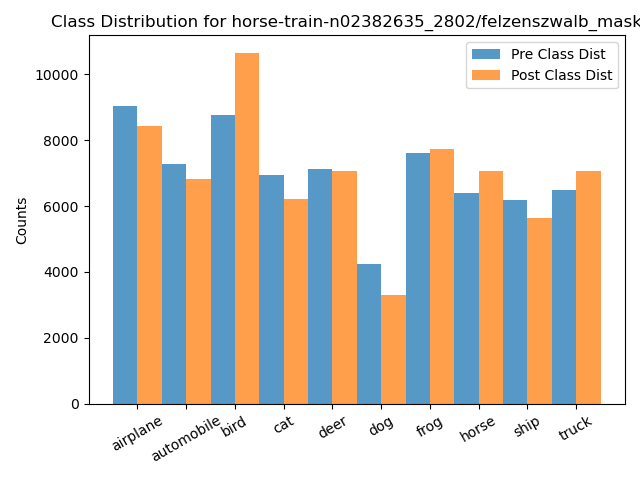 Class Distribution for horse-train-n02382635_2802/felzenszwalb_mask
Pre Class Dist
Post Class Dist
Counts
10000
8000
6000
4000
2000
0
airplane
automobile
bird
cat
deer
dog
frog
horse
ship
truck